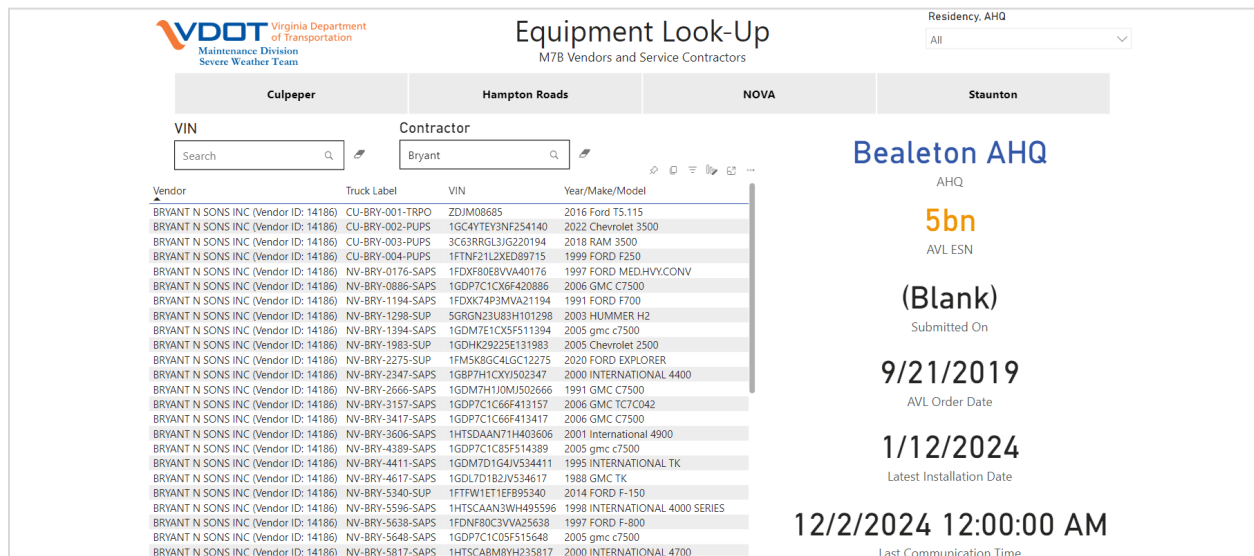 VDOT Virginia Department of Transportation
Maintenance Division
Severe Weather Team
Equipment Look-Up
M7B Vendors and Service Contractors
Residency, AHQ
All
Culpeper Hampton Roads NOVA Staunton
VIN Contractor
Search Bryant
Vendor Truck Label VIN Year/Make/Model
BRYANT N SONS INC (Vendor ID: 14186) CU-BRY-001-TRPO ZDJM08685 2016 Ford T5.115
BRYANT N SONS INC (Vendor ID: 14186) CU-BRY-002-PUPS 1GC4YTEY3NF254140 2022 Chevrolet 3500
BRYANT N SONS INC (Vendor ID: 14186) CU-BRY-003-PUPS 3C63RRGL3JG220194 2018 RAM 3500
BRYANT N SONS INC (Vendor ID: 14186) CU-BRY-004-PUPS 1FTNF21L2XED89715 1999 FORD F250
BRYANT N SONS INC (Vendor ID: 14186) NV-BRY-0176-SAPS 1FDXF80E8VVA40176 1997 FORD MED.HVY.CONV
BRYANT N SONS INC (Vendor ID: 14186) NV-BRY-0886-SAPS 1GDP7C1CX6F420886 2006 GMC C7500
BRYANT N SONS INC (Vendor ID: 14186) NV-BRY-1194-SAPS 1FDXK74P3MVA21194 1991 FORD F700
BRYANT N SONS INC (Vendor ID: 14186) NV-BRY-1298-SUP 5GRGN23U83H101298 2003 HUMMER H2
BRYANT N SONS INC (Vendor ID: 14186) NV-BRY-1394-SAPS 1GDM7E1CX5F511394 2005 gmc c7500
BRYANT N SONS INC (Vendor ID: 14186) NV-BRY-1983-SUP 1GDHK29225E131983 2005 Chevrolet 2500
BRYANT N SONS INC (Vendor ID: 14186) NV-BRY-2275-SUP 1FM5K8GC4LGC12275 2020 FORD EXPLORER
BRYANT N SONS INC (Vendor ID: 14186) NV-BRY-2347-SAPS 1GBP7H1CXYJ502347 2000 INTERNATIONAL 4400
BRYANT N SONS INC (Vendor ID: 14186) NV-BRY-2666-SAPS 1GDM7H1J0MJ502666 1991 GMC C7500
BRYANT N SONS INC (Vendor ID: 14186) NV-BRY-3157-SAPS 1GDP7C1C66F413157 2006 GMC TC7C042
BRYANT N SONS INC (Vendor ID: 14186) NV-BRY-3417-SAPS 1GDP7C1C66F413417 2006 GMC C7500
BRYANT N SONS INC (Vendor ID: 14186) NV-BRY-3606-SAPS 1HTSDAAN71H403606 2001 International 4900
BRYANT N SONS INC (Vendor ID: 14186) NV-BRY-4389-SAPS 1GDP7C1C85F514389 2005 gmc c7500
BRYANT N SONS INC (Vendor ID: 14186) NV-BRY-4411-SAPS 1GDM7D1G4JV534411 1995 INTERNATIONAL TK
BRYANT N SONS INC (Vendor ID: 14186) NV-BRY-4617-SAPS 1GDL7D1B2JV534617 1988 GMC TK
BRYANT N SONS INC (Vendor ID: 14186) NV-BRY-5340-SUP 1FTFW1ET1EFB95340 2014 FORD F-150
BRYANT N SONS INC (Vendor ID: 14186) NV-BRY-5596-SAPS 1HTSCAAN3WH495596 1998 INTERNATIONAL 4000 SERIES
BRYANT N SONS INC (Vendor ID: 14186) NV-BRY-5638-SAPS 1FDNF80C3VVA25638 1997 FORD F-800
BRYANT N SONS INC (Vendor ID: 14186) NV-BRY-5648-SAPS 1GDP7C1C05F515648 2005 gmc c7500
BRYANT N SONS INC (Vendor ID: 14186) NV-BRY-5817-SAPS 1HTSCABM8YH235817 2000 INTERNATIONAL 4700
Bealeton AHQ
AHQ
5bn
AVL ESN
(Blank)
Submitted On
9/21/2019
AVL Order Date
1/12/2024
Latest Installation Date
12/2/2024 12:00:00 AM
Last Communication Time